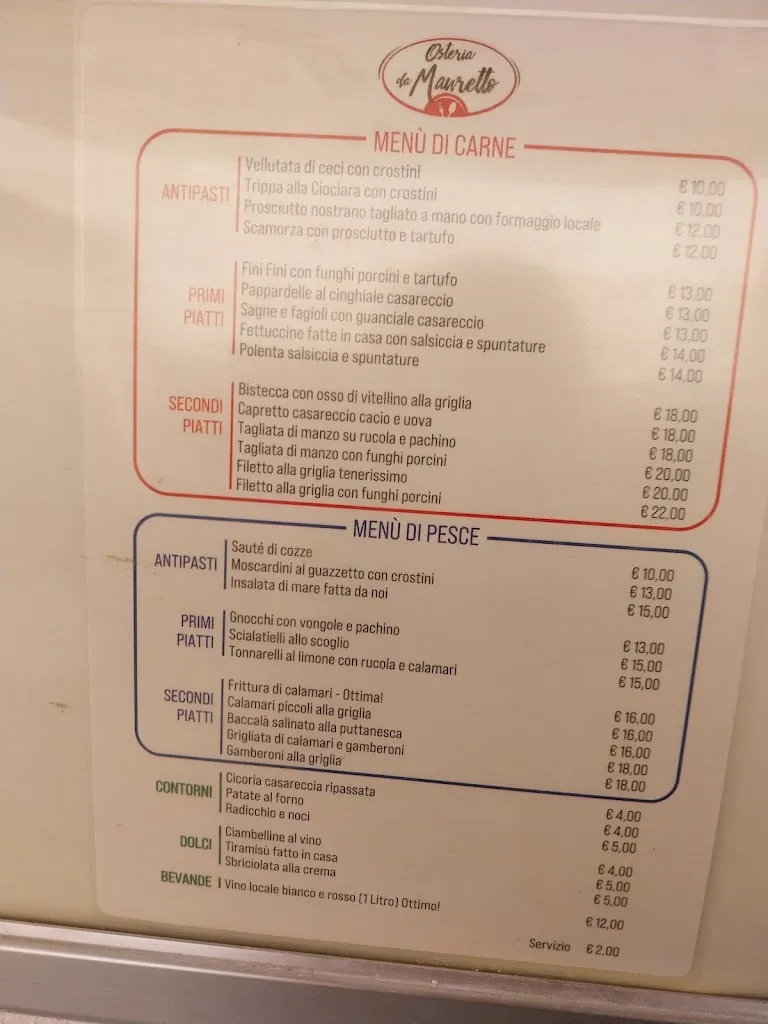 Osteria
da Mauretto
MENÙ DI CARNE
ANTIPASTI
Vellutata di ceci con crostini € 10,00
Trippa alla Ciociara con crostini € 10,00
Prosciutto nostrano tagliato a mano con formaggio locale € 12,00
Scamorza con prosciutto e tartufo € 12,00
PRIMI PIATTI
Fini Fini con funghi porcini e tartufo € 13,00
Pappardelle al cinghiale casareccio € 13,00
Sagne e fagioli con guanciale casareccio € 13,00
Fettuccine fatte in casa con salsiccia e spuntature € 14,00
Polenta salsiccia e spuntature € 14,00
SECONDI PIATTI
Bistecca con osso di vitellino alla griglia € 18,00
Capretto casareccio cacio e uova € 18,00
Tagliata di manzo su rucola e pachino € 18,00
Tagliata di manzo con funghi porcini € 20,00
Filetto alla griglia tenerissimo € 20,00
Filetto alla griglia con funghi porcini € 22,00
MENÙ DI PESCE
ANTIPASTI
Sauté di cozze € 10,00
Moscardini al guazzetto con crostini € 13,00
Insalata di mare fatta da noi € 15,00
PRIMI PIATTI
Gnocchi con vongole e pachino € 13,00
Scialatielli allo scoglio € 15,00
Tonnarelli al limone con rucola e calamari € 15,00
SECONDI PIATTI
Frittura di calamari - Ottima! € 16,00
Calamari piccoli alla griglia € 16,00
Baccalà salinato alla puttanesca € 16,00
Grigliata di calamari e gamberoni € 18,00
Gamberoni alla griglia € 18,00
CONTORNI
Cicoria casareccia ripassata € 4,00
Patate al forno € 4,00
Radicchio e noci € 5,00
DOLCI
Ciambelline al vino € 4,00
Tiramisù fatto in casa € 5,00
Sbriciolata alla crema € 5,00
BEVANDE
Vino locale bianco e rosso (1 Litro) Ottimo! € 12,00
Servizio € 2,00